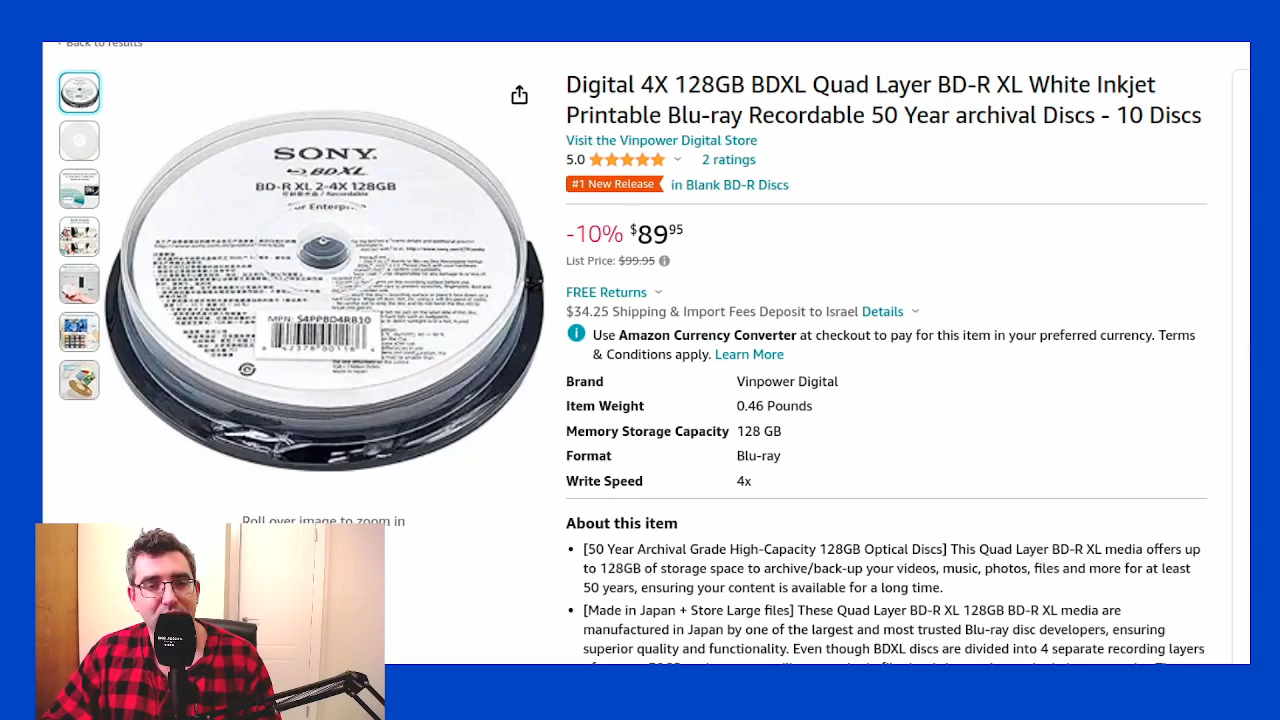 Back to results
SONY
BDXL
BD-R XL 2-4X 128GB
For Enterprise
MPN: S4PPBD4RB10
Roll over image to zoom in
Digital 4X 128GB BDXL Quad Layer BD-R XL White Inkjet
Printable Blu-ray Recordable 50 Year archival Discs - 10 Discs
Visit the Vinpower Digital Store
5.0 2 ratings
#1 New Release in Blank BD-R Discs
-10% $89.95
List Price: $99.95
FREE Returns
$34.25 Shipping & Import Fees Deposit to Israel Details
Use Amazon Currency Converter at checkout to pay for this item in your preferred currency. Terms
& Conditions apply. Learn More
Brand Vinpower Digital
Item Weight 0.46 Pounds
Memory Storage Capacity 128 GB
Format Blu-ray
Write Speed 4x
About this item
• [50 Year Archival Grade High-Capacity 128GB Optical Discs] This Quad Layer BD-R XL media offers up
to 128GB of storage space to archive/back-up your videos, music, photos, files and more for at least
50 years, ensuring your content is available for a long time.
• [Made in Japan + Store Large files] These Quad Layer BD-R XL 128GB BD-R XL media are
manufactured in Japan by one of the largest and most trusted Blu-ray disc developers, ensuring
superior quality and functionality. Even though BDXL discs are divided into 4 separate recording layers